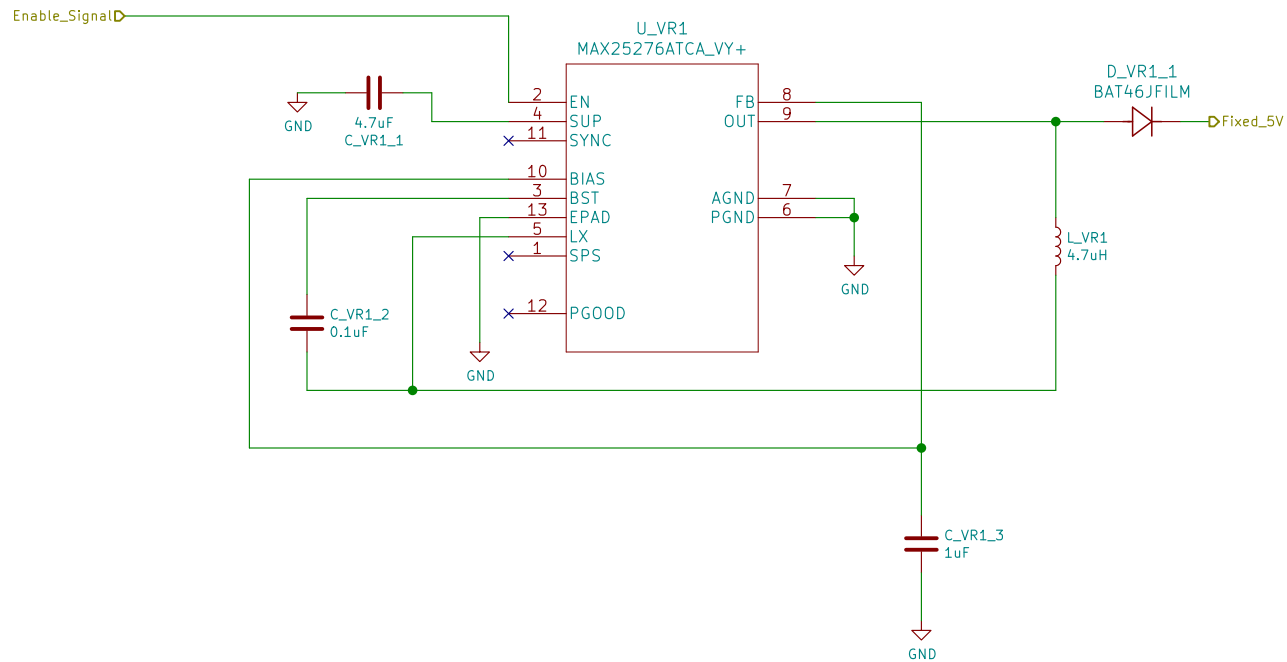 Enable_Signal
U_VR1
MAX25276ATCA_VY+
D_VR1_1
BAT46JFILM
GND
4.7uF
C_VR1_1
2
EN
4
SUP
11
SYNC
10
BIAS
3
BST
13
EPAD
5
LX
1
SPS
12
PGOOD
FB
8
OUT
9
AGND
7
PGND
6
Fixed_5V
L_VR1
4.7uH
GND
C_VR1_2
0.1uF
GND
C_VR1_3
1uF
GND